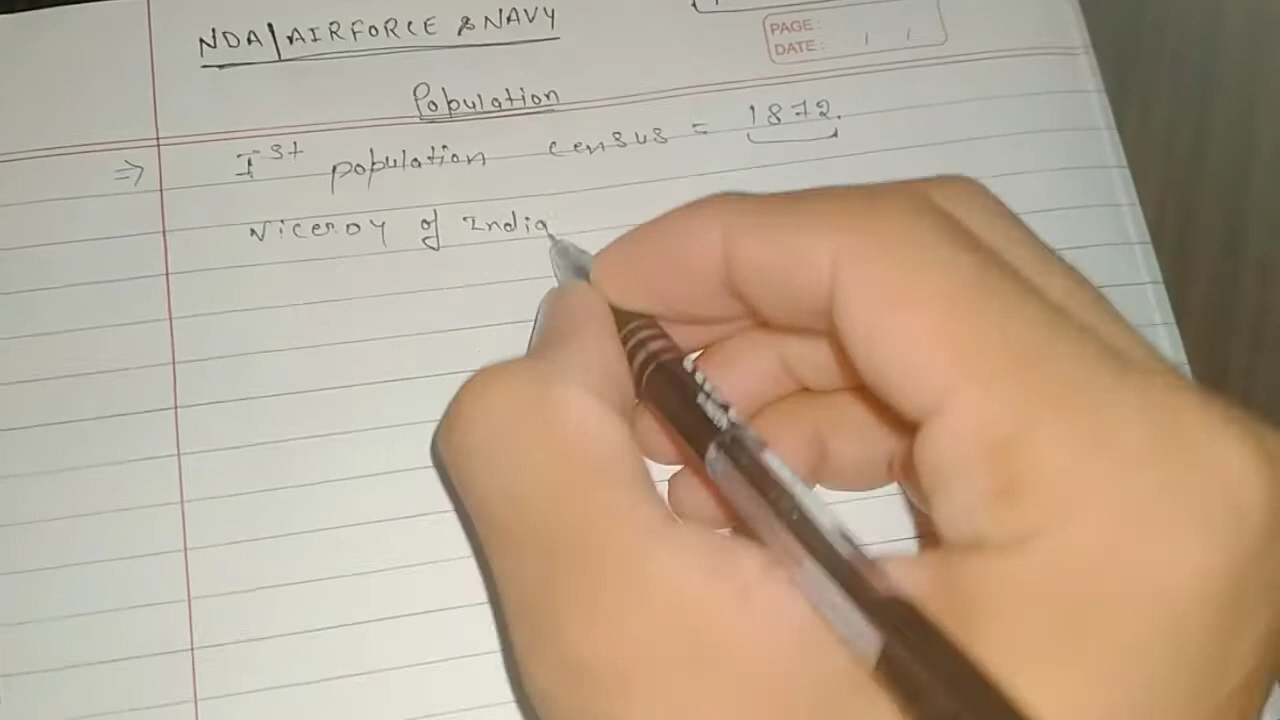 NDA|AIRFORCE & NAVY
PAGE:
DATE: / /
Population
⇒ Ist population census = 1872.
Viceroy of India